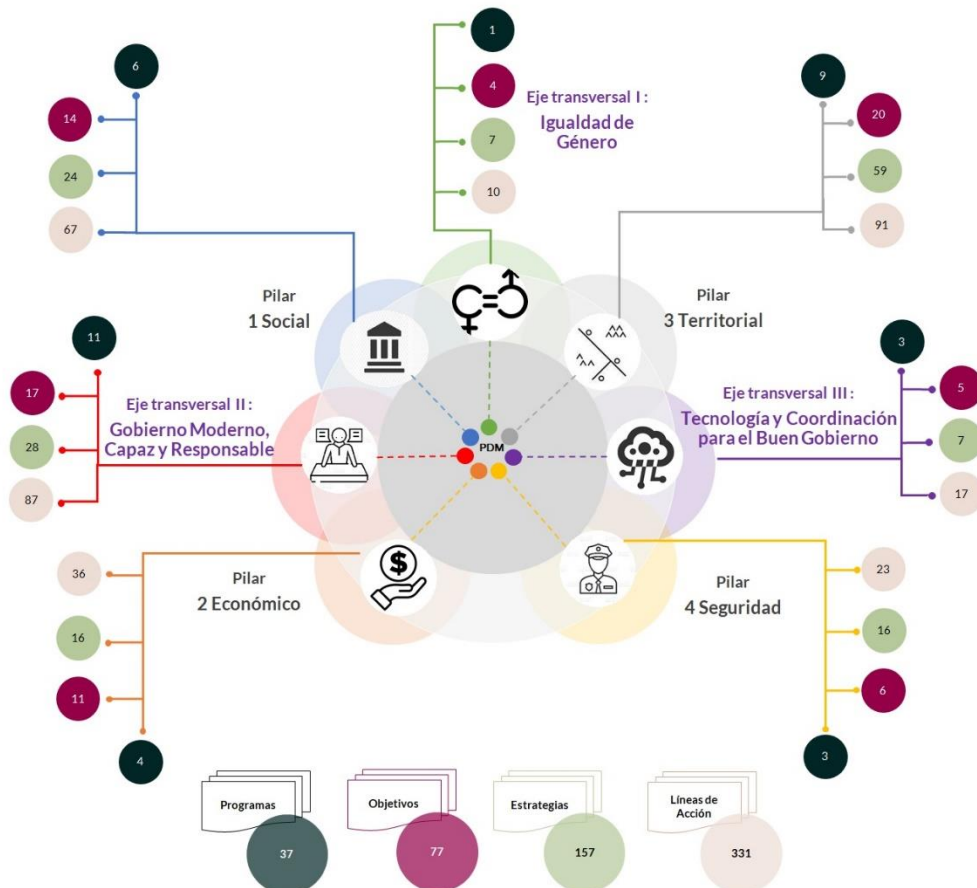 1
4
7
10
Eje transversal I :
Igualdad de
Género
6
14
24
67
Pilar
1 Social
9
20
59
91
Pilar
3 Territorial
11
17
28
87
Eje transversal II :
Gobierno Moderno,
Capaz y Responsable
3
5
7
17
Eje transversal III :
Tecnología y Coordinación
para el Buen Gobierno
PDM
36
16
11
4
Pilar
2 Económico
$
23
16
6
3
Pilar
4 Seguridad
Programas
37
Objetivos
77
Estrategias
157
Líneas de
Acción
331